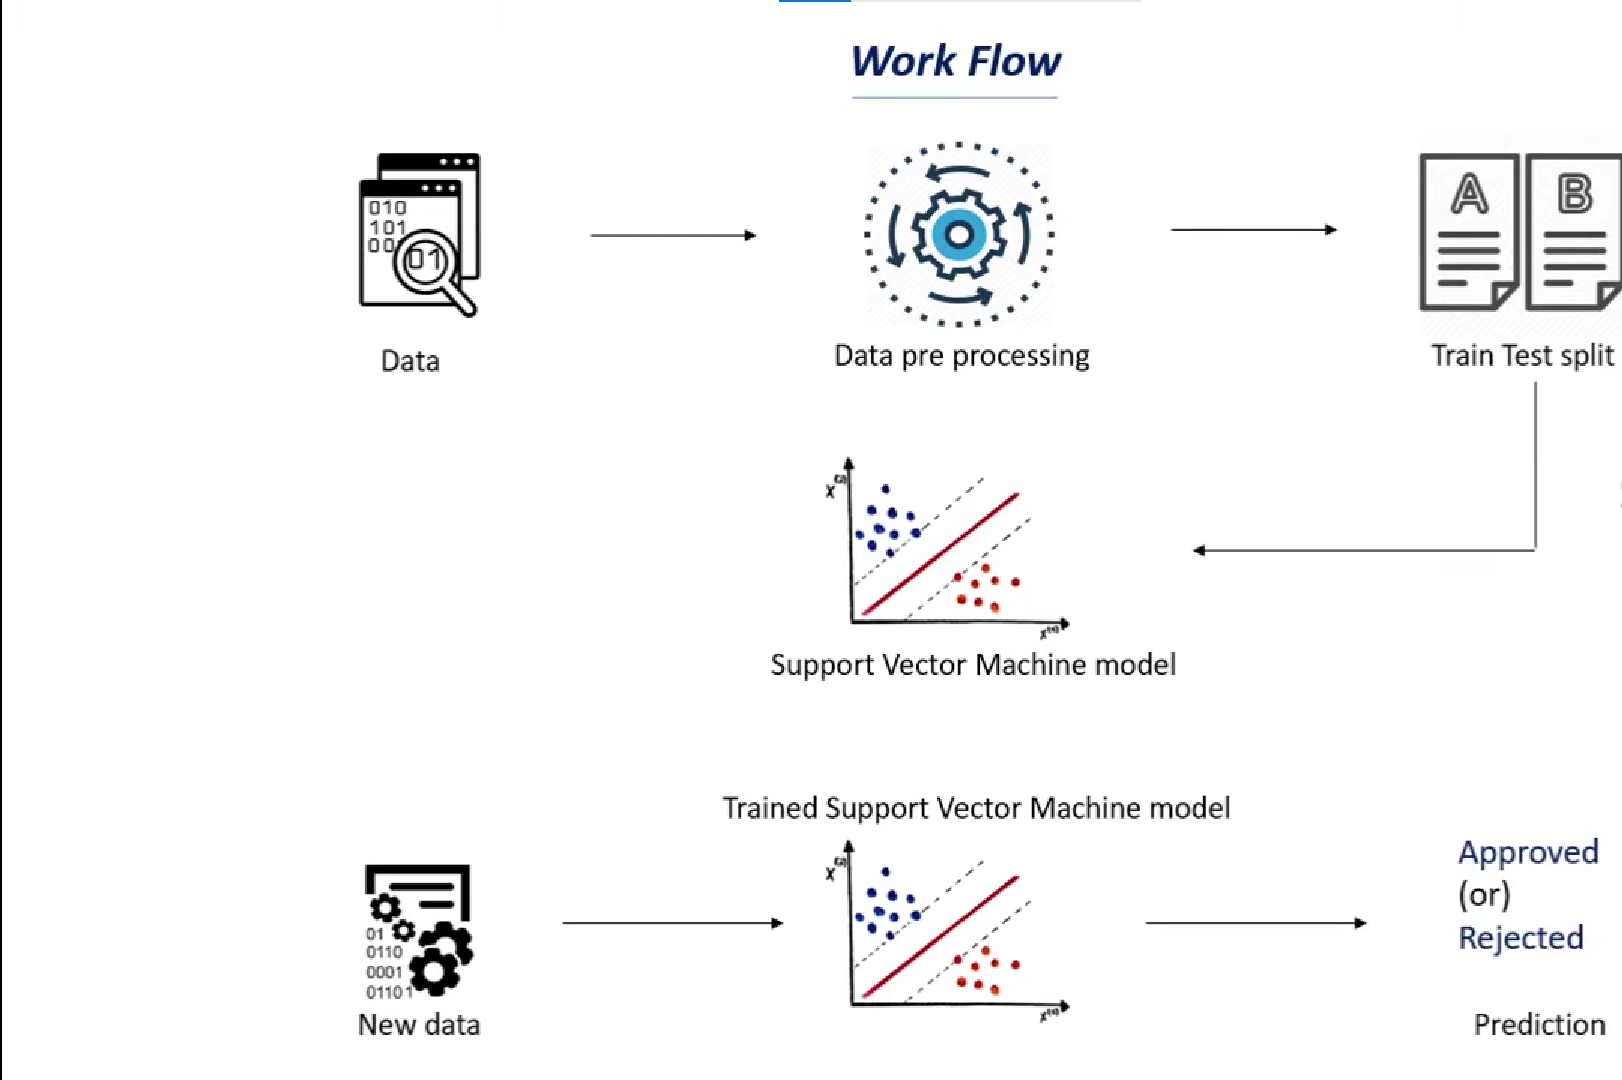 Work Flow
010
101
00
01
A
B
Data
Data pre processing
Train Test split
Support Vector Machine model
Trained Support Vector Machine model
Approved
(or)
Rejected
01
0110
0001
01101
New data
Prediction